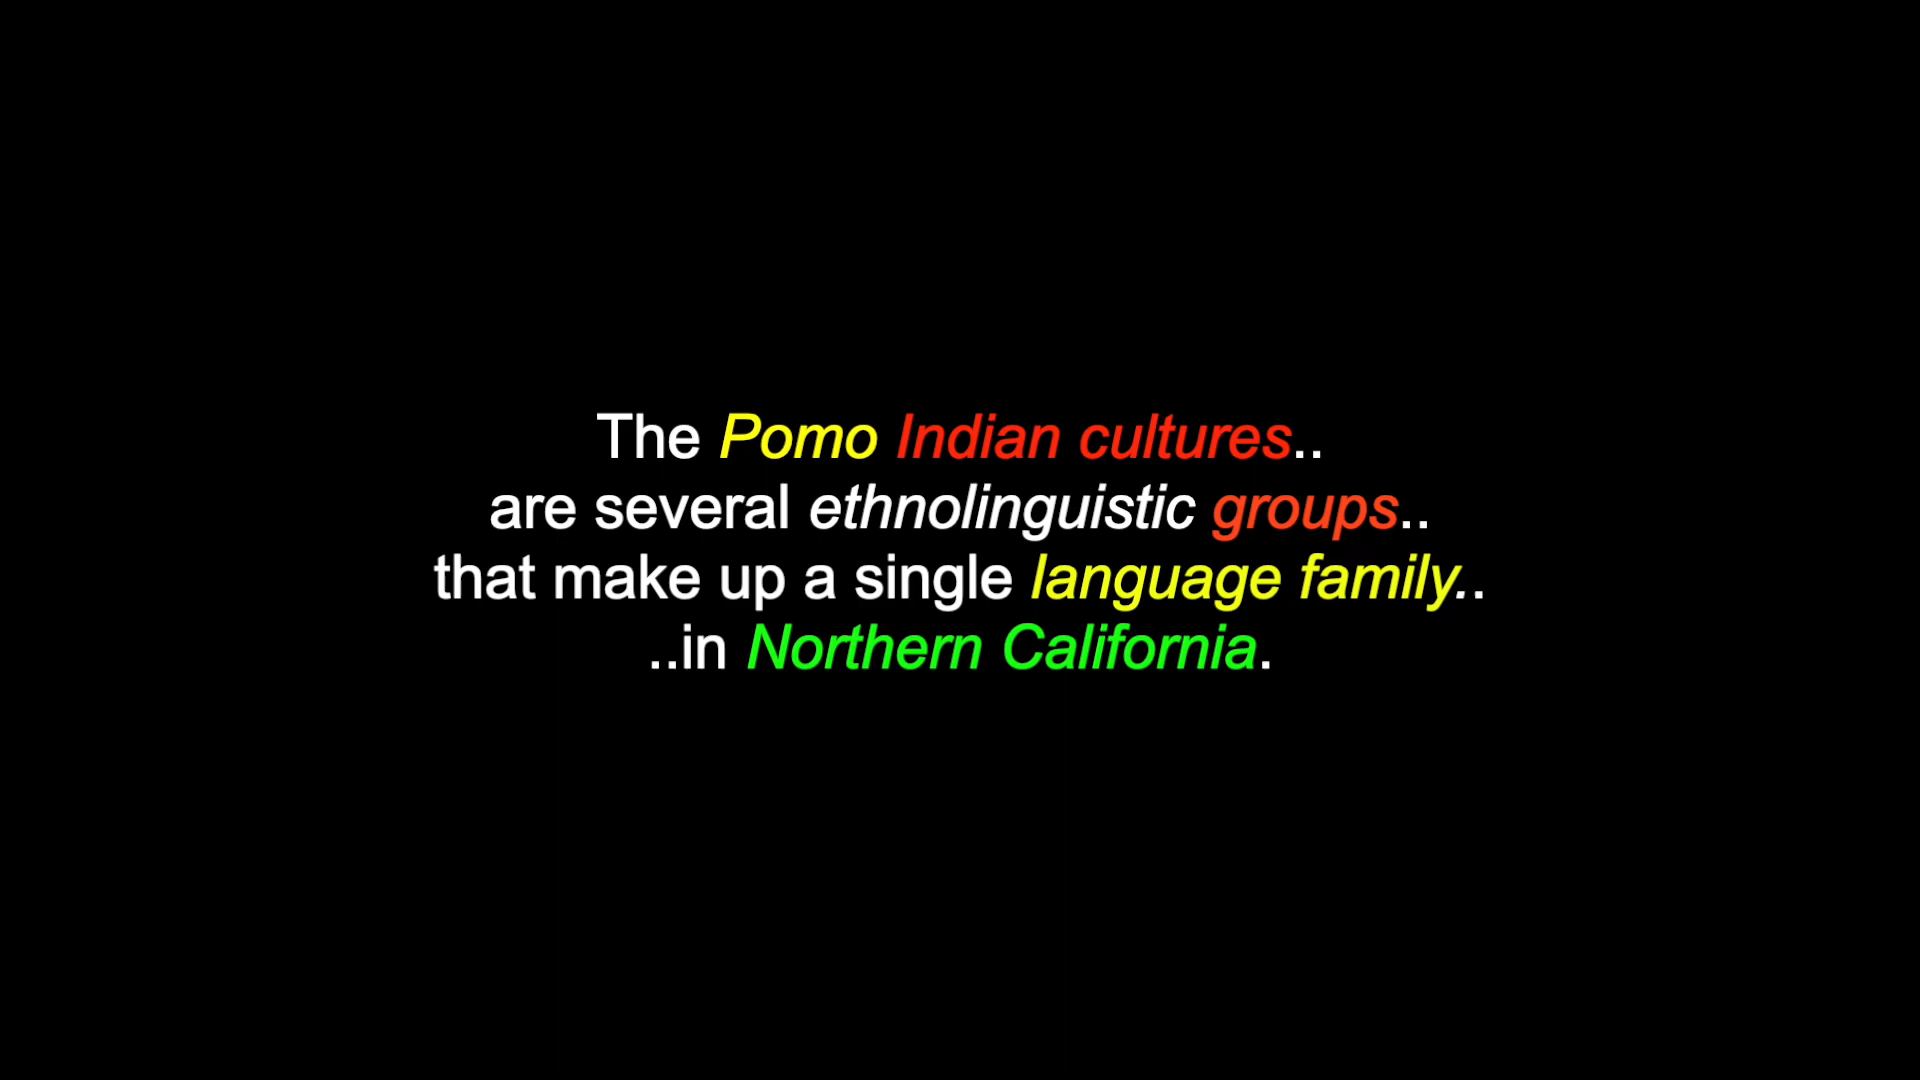 The Pomo Indian cultures..
are several ethnolinguistic groups..
that make up a single language family..
..in Northern California.